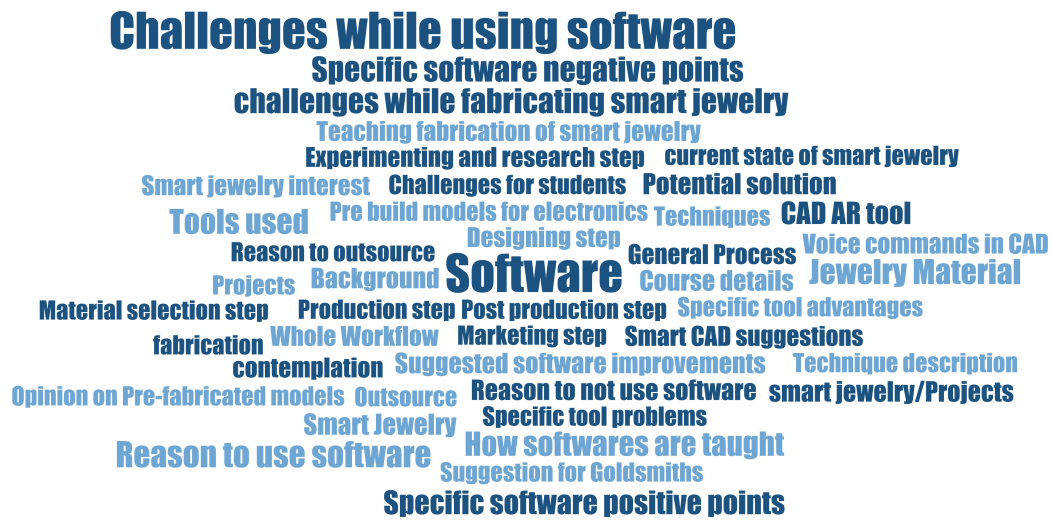 Challenges while using software
Specific software negative points
challenges while fabricating smart jewelry
Teaching fabrication of smart jewelry
Experimenting and research step current state of smart jewelry
Smart jewelry interest Challenges for students Potential solution
Tools used Pre build models for electronics Techniques CAD AR tool
Designing step
Reason to outsource General Process Voice commands in CAD
Projects Background Software Course details Jewelry Material
Material selection step Production step Post production step Specific tool advantages
fabrication Whole Workflow Marketing step Smart CAD suggestions
contemplation Suggested software improvements Technique description
Opinion on Pre-fabricated models Outsource Reason to not use software smart jewelry/Projects
Smart Jewelry Specific tool problems
Reason to use software How softwares are taught
Suggestion for Goldsmiths
Specific software positive points